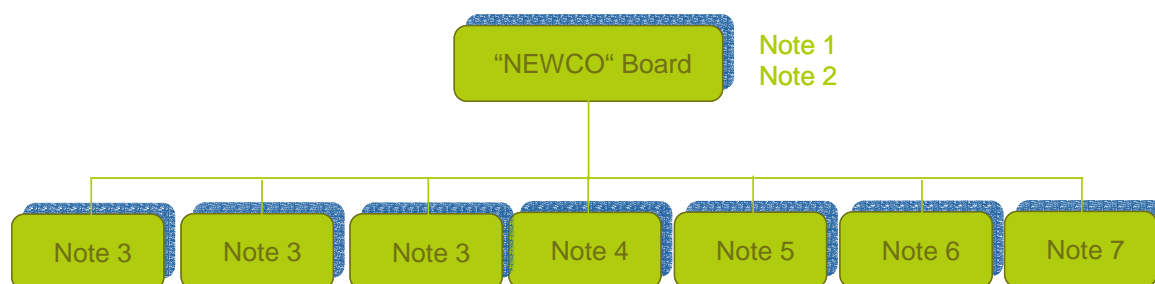 “NEWCO“ Board
Note 1
Note 2
Note 3
Note 3
Note 3
Note 4
Note 5
Note 6
Note 7